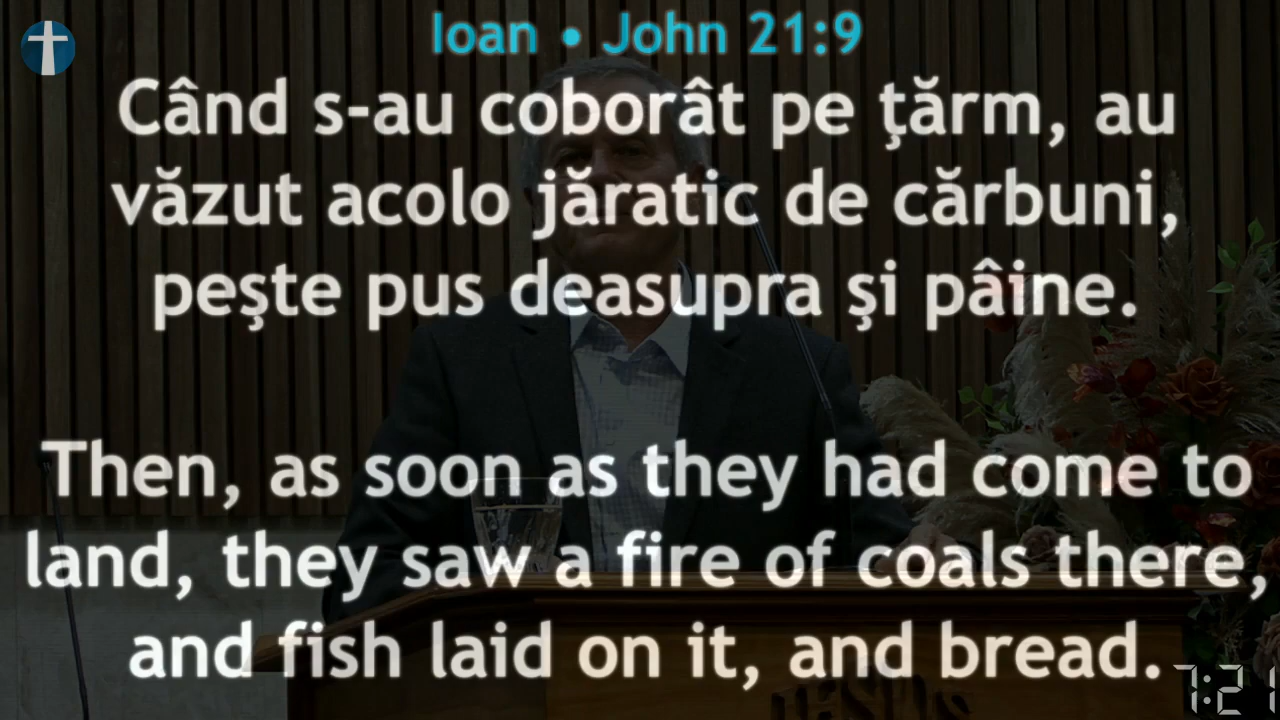 Ioan • John 21:9
Când s-au coborât pe ţărm, au
văzut acolo jăratic de cărbuni,
peşte pus deasupra şi pâine.
Then, as soon as they had come to
land, they saw a fire of coals there,
and fish laid on it, and bread.
7:21
JESUS